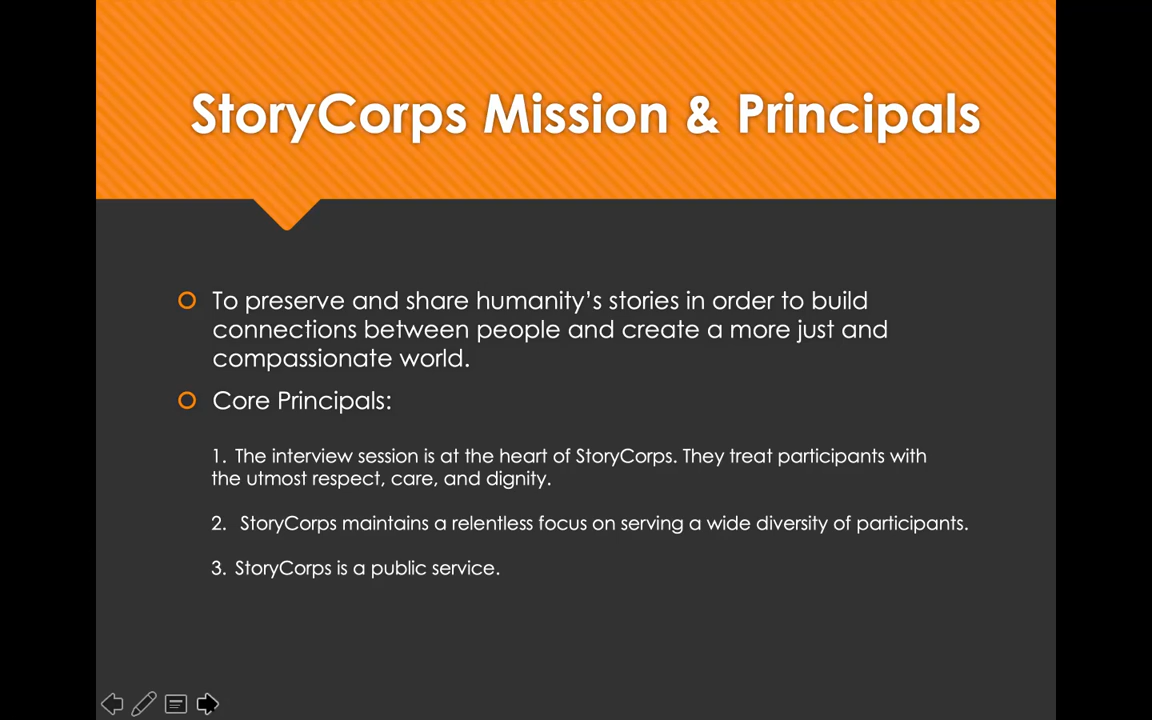 StoryCorps Mission & Principals
To preserve and share humanity’s stories in order to build
connections between people and create a more just and
compassionate world.
Core Principals:
1. The interview session is at the heart of StoryCorps. They treat participants with
the utmost respect, care, and dignity.
2. StoryCorps maintains a relentless focus on serving a wide diversity of participants.
3. StoryCorps is a public service.